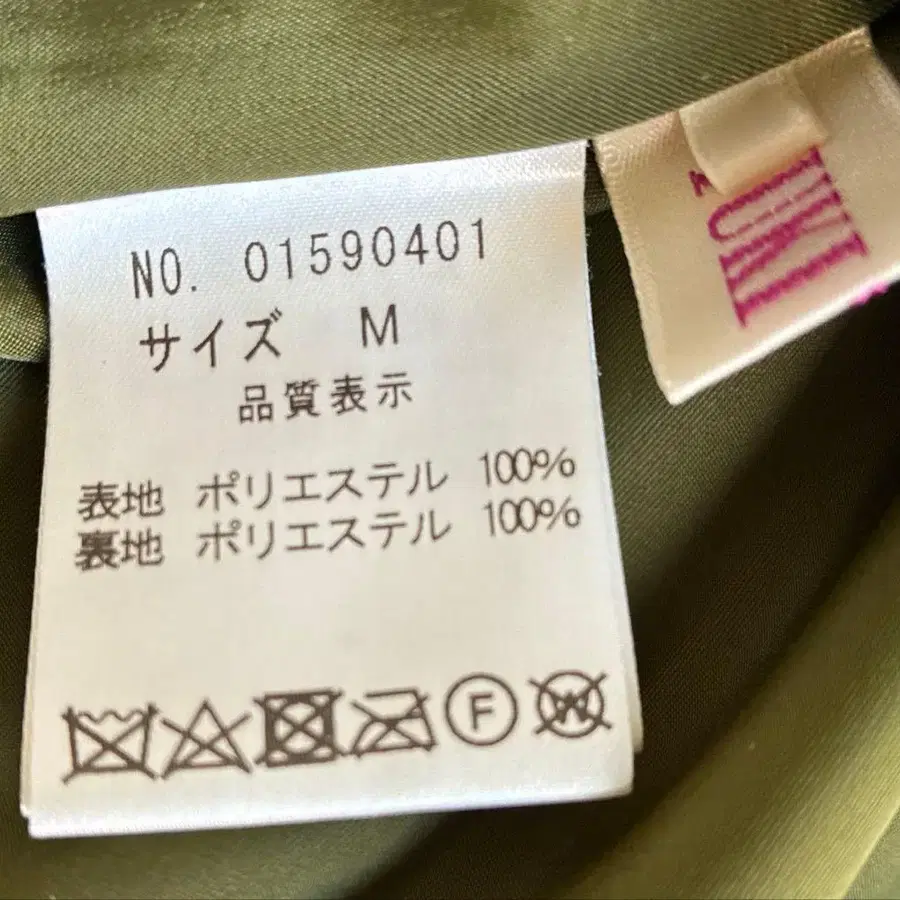 NO. 01590401
サイズ M
品質表示
表地 ポリエステル 100%
裏地 ポリエステル 100%
F
W